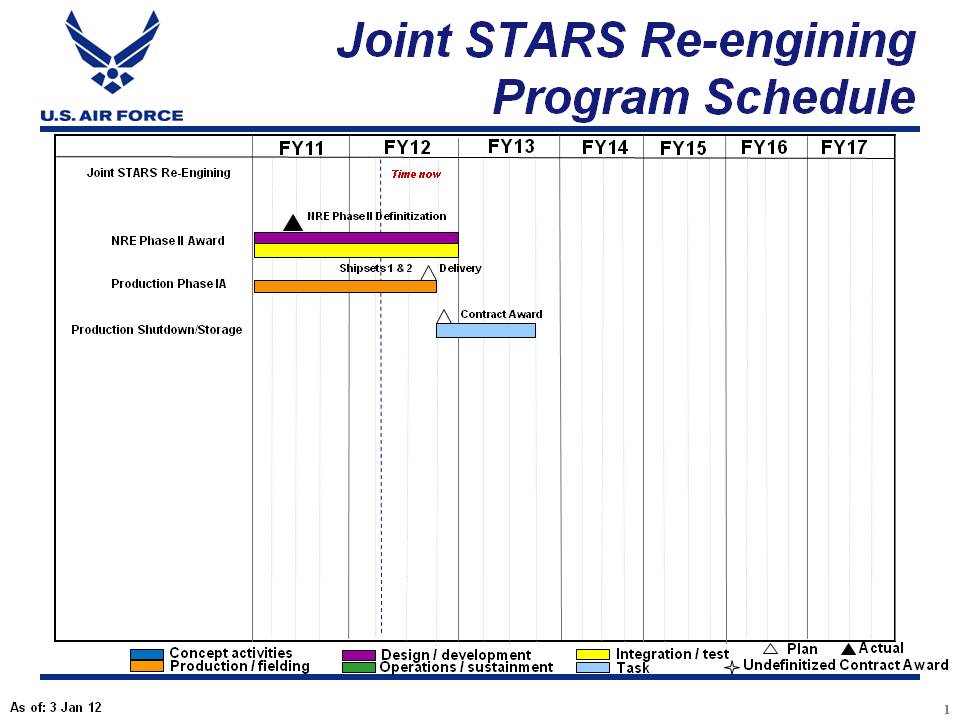 Joint STARS Re-engining
Program Schedule
U.S. AIR FORCE
FY11 FY12 FY13 FY14 FY15 FY16 FY17
Joint STARS Re-Engining
Time now
NRE Phase II Definitization
NRE Phase II Award
Shipsets 1 & 2 Delivery
Production Phase IA
Contract Award
Production Shutdown/Storage
Concept activities Design / development Integration / test Plan Actual
Production / fielding Operations / sustainment Task Undefinitized Contract Award
As of: 3 Jan 12
1